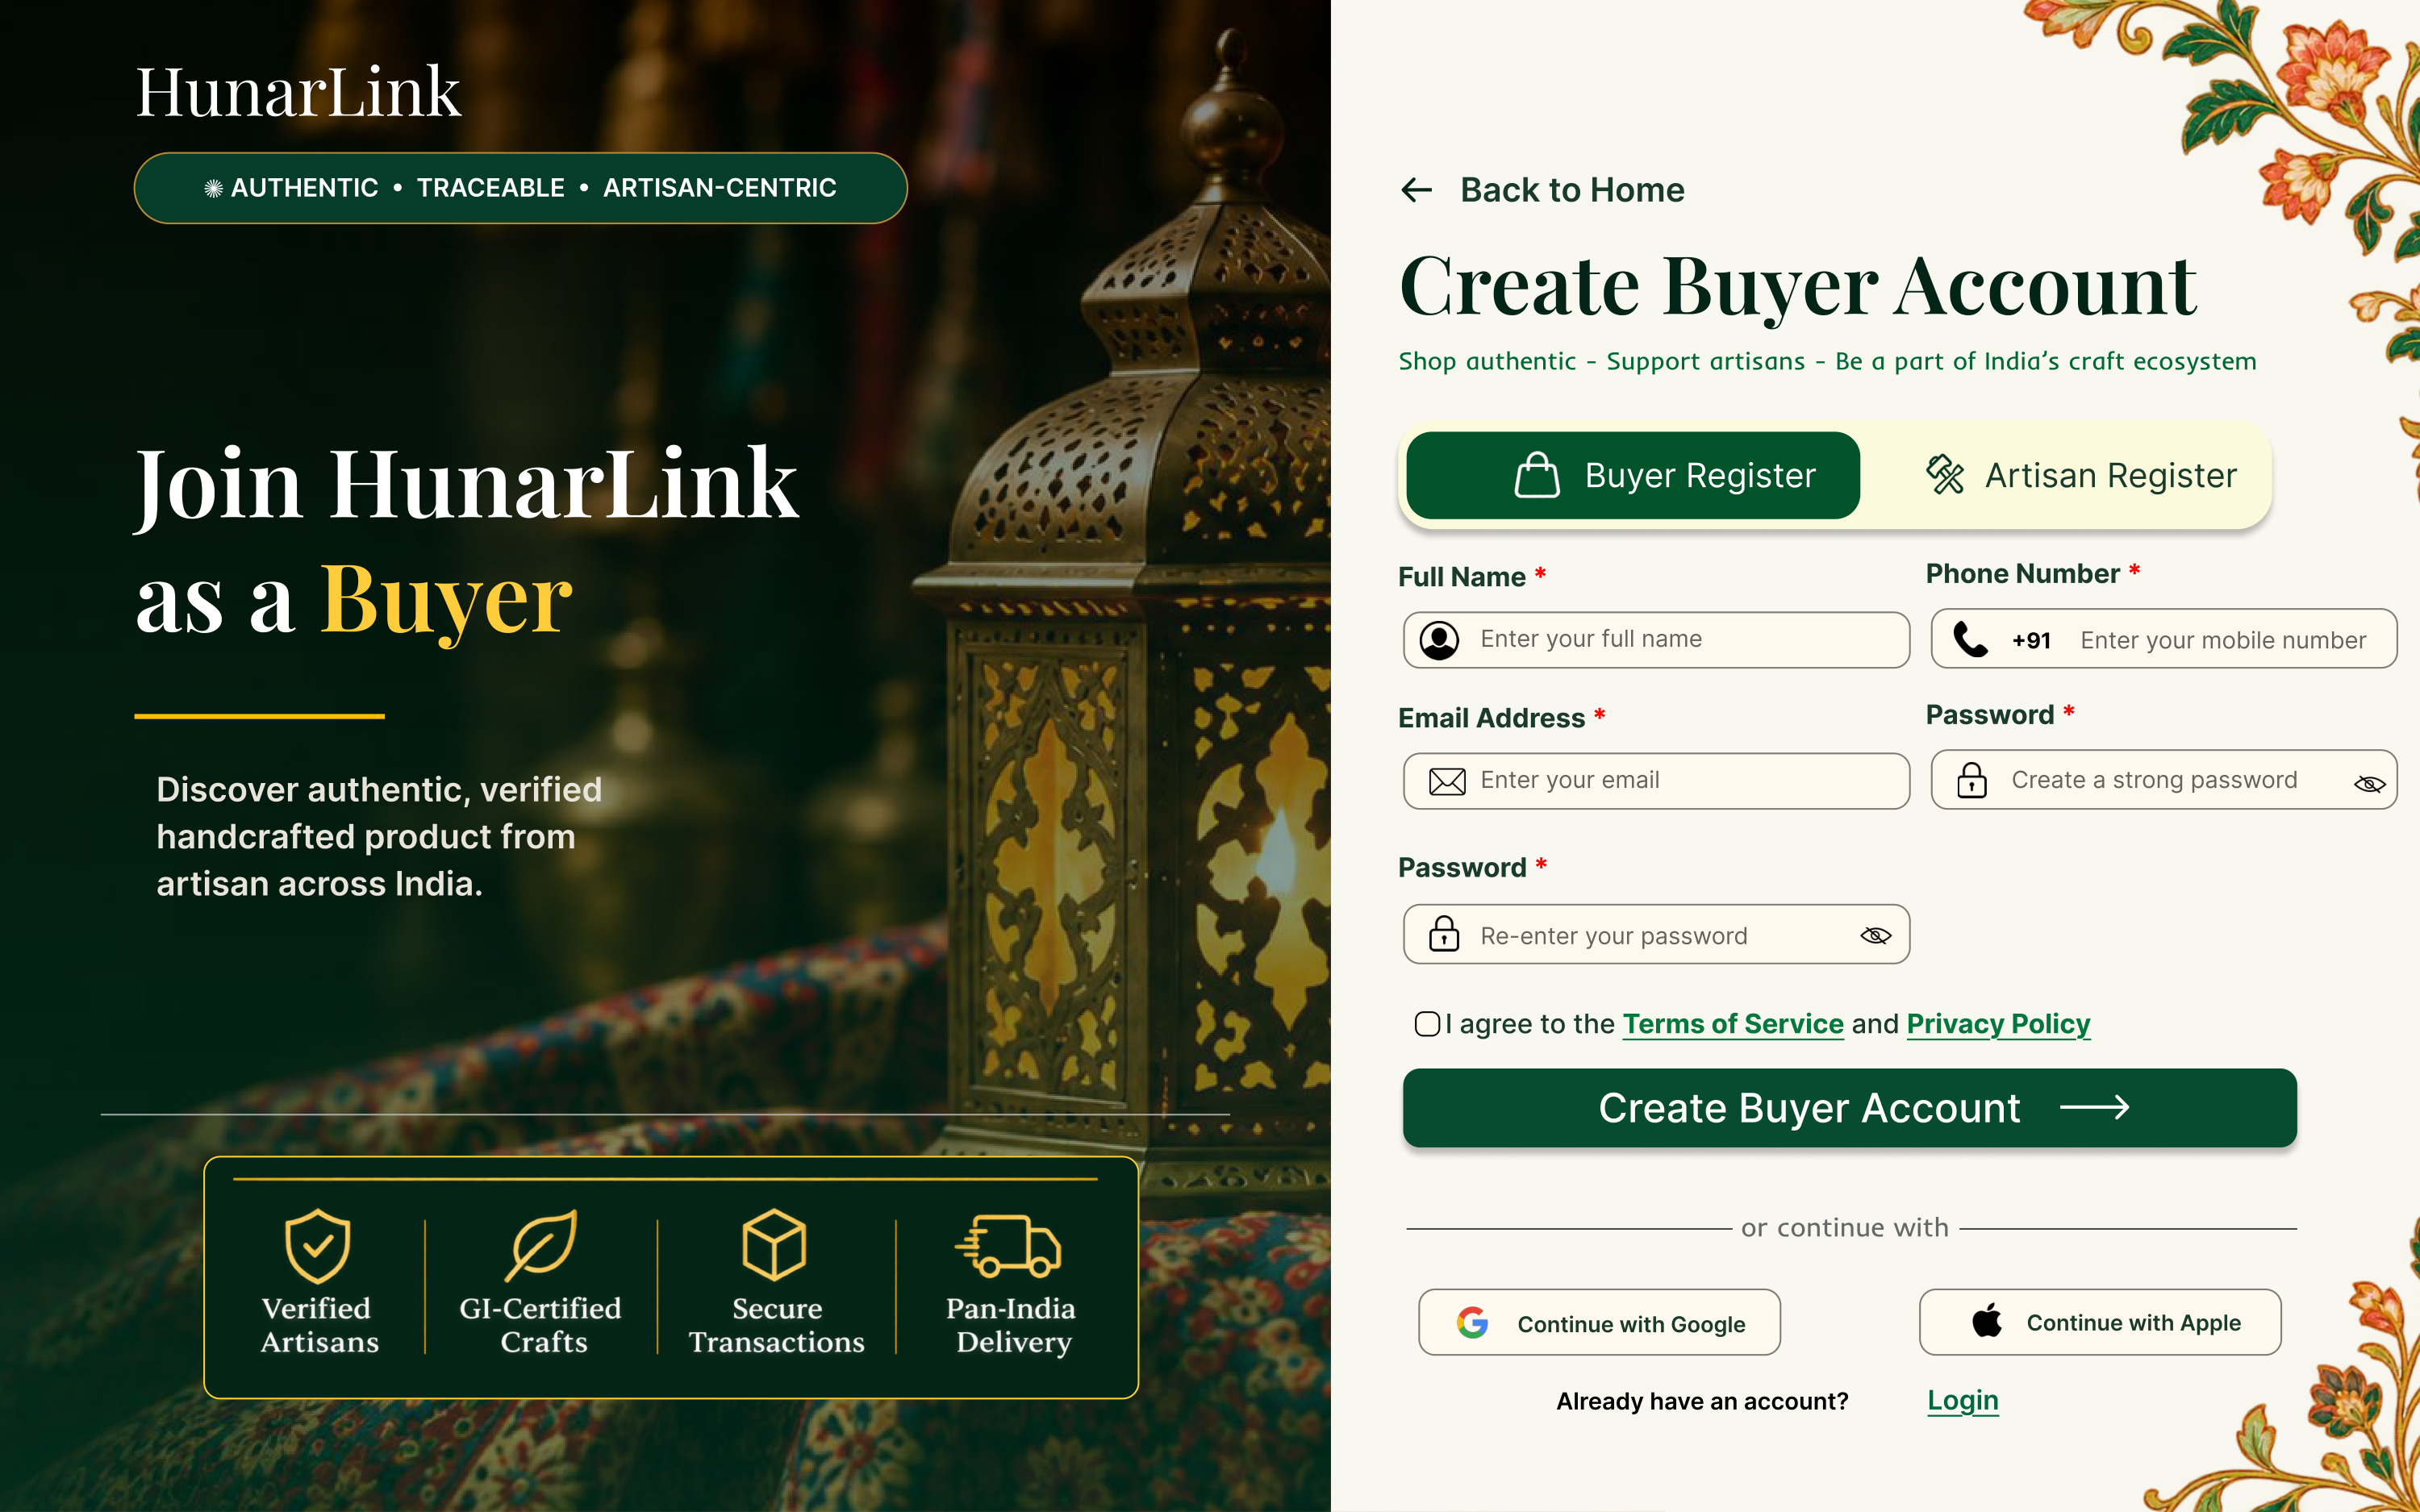 HunarLink
AUTHENTIC • TRACEABLE • ARTISAN-CENTRIC
Join HunarLink
as a Buyer
Discover authentic, verified
handcrafted product from
artisan across India.
Verified
Artisans
GI-Certified
Crafts
Secure
Transactions
Pan-India
Delivery
Back to Home
Create Buyer Account
Shop authentic - Support artisans - Be a part of India’s craft ecosystem
Buyer Register
Artisan Register
Full Name *
Enter your full name
Phone Number *
+91 Enter your mobile number
Email Address *
Enter your email
Password *
Create a strong password
Password *
Re-enter your password
I agree to the Terms of Service and Privacy Policy
Create Buyer Account
or continue with
Continue with Google
Continue with Apple
Already have an account? Login